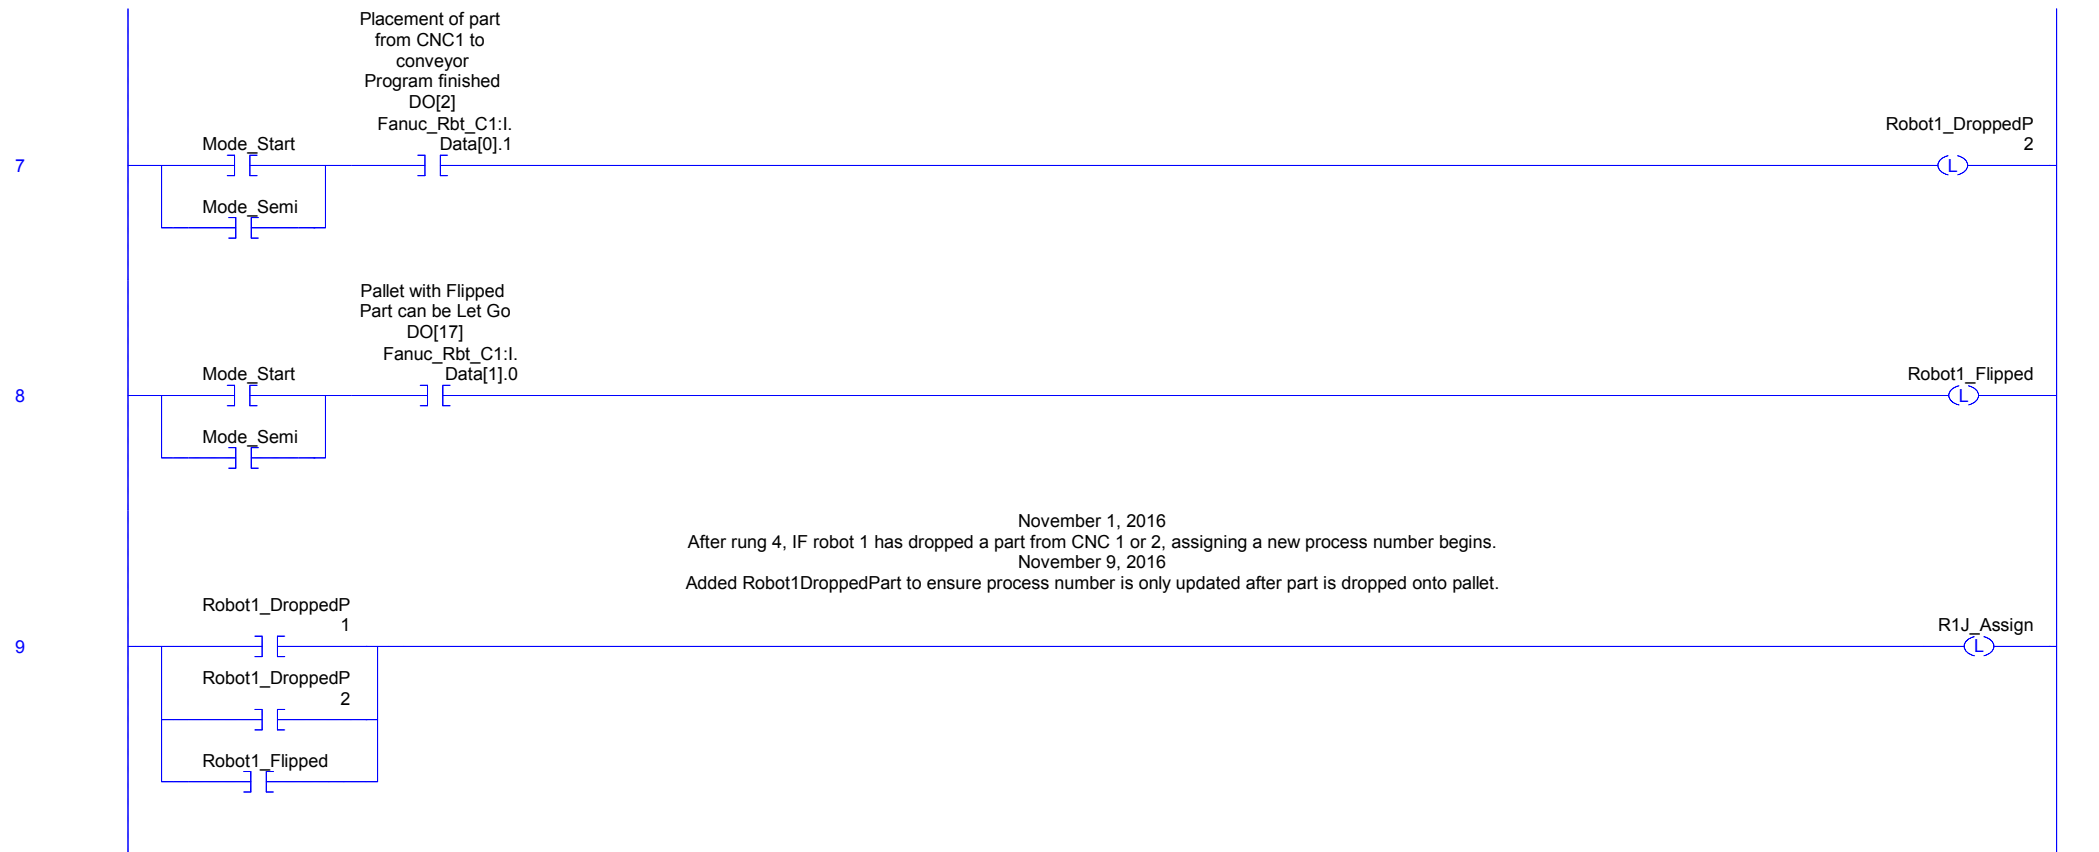 Placement of part
from CNC1 to
conveyor
Program finished
DO[2]
Fanuc_Rbt_C1:I.
Data[0].1
Mode_Start
Robot1_DroppedP
2
7
L
Mode_Semi
Pallet with Flipped
Part can be Let Go
DO[17]
Fanuc_Rbt_C1:I.
Data[1].0
Mode_Start
Robot1_Flipped
8
L
Mode_Semi
November 1, 2016
After rung 4, IF robot 1 has dropped a part from CNC 1 or 2, assigning a new process number begins.
November 9, 2016
Added Robot1DroppedPart to ensure process number is only updated after part is dropped onto pallet.
Robot1_DroppedP
1
R1J_Assign
9
L
Robot1_DroppedP
2
Robot1_Flipped